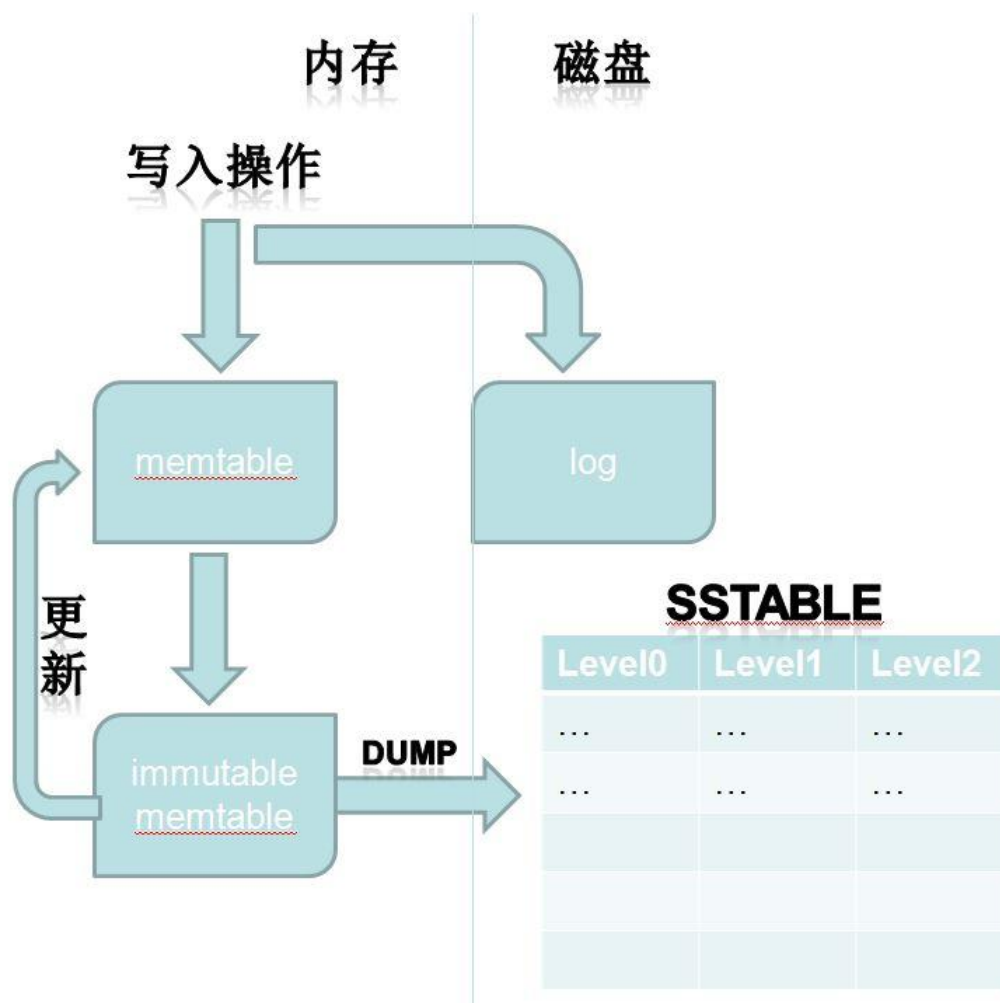 内存
磁盘
写入操作
memtable
log
更
新
SSTABLE
Level0 Level1 Level2
... ... ...
... ... ...
immutable
memtable
DUMP